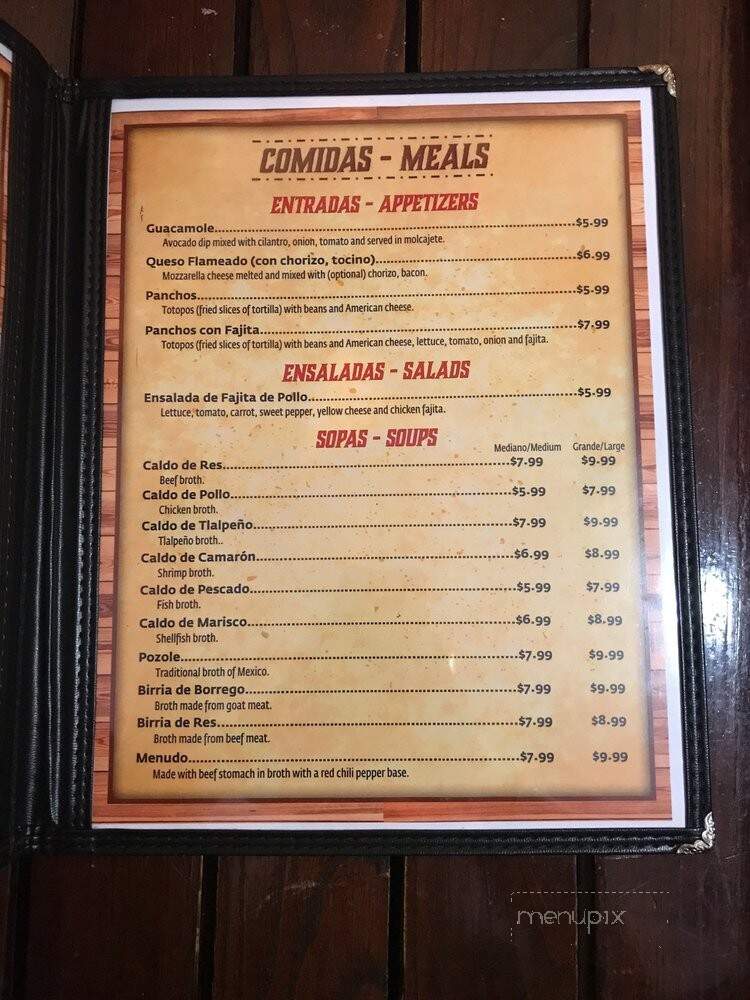 COMIDAS - MEALS
ENTRADAS - APPETIZERS
Guacamole....................$5.99
Avocado dip mixed with cilantro, onion, tomato and served in molcajete.
Queso Flameado (con chorizo, tocino)....................$6.99
Mozzarella cheese melted and mixed with (optional) chorizo, bacon.
Panchos....................$5.99
Totopos (fried slices of tortilla) with beans and American cheese.
Panchos con Fajita....................$7.99
Totopos (fried slices of tortilla) with beans and American cheese, lettuce, tomato, onion and fajita.
ENSALADAS - SALADS
Ensalada de Fajita de Pollo....................$5.99
Lettuce, tomato, carrot, sweet pepper, yellow cheese and chicken fajita.
SOPAS - SOUPS
Mediano/Medium Grande/Large
Caldo de Res....................$7.99 $9.99
Beef broth.
Caldo de Pollo....................$5.99 $7.99
Chicken broth.
Caldo de Tlalpeño....................$7.99 $9.99
Tlalpeño broth..
Caldo de Camarón....................$6.99 $8.99
Shrimp broth.
Caldo de Pescado....................$5.99 $7.99
Fish broth.
Caldo de Marisco....................$6.99 $8.99
Shellfish broth.
Pozole....................$7.99 $9.99
Traditional broth of Mexico.
Birria de Borrego....................$7.99 $9.99
Broth made from goat meat.
Birria de Res....................$7.99 $8.99
Broth made from beef meat.
Menudo....................$7.99 $9.99
Made with beef stomach in broth with a red chili pepper base.
menupix